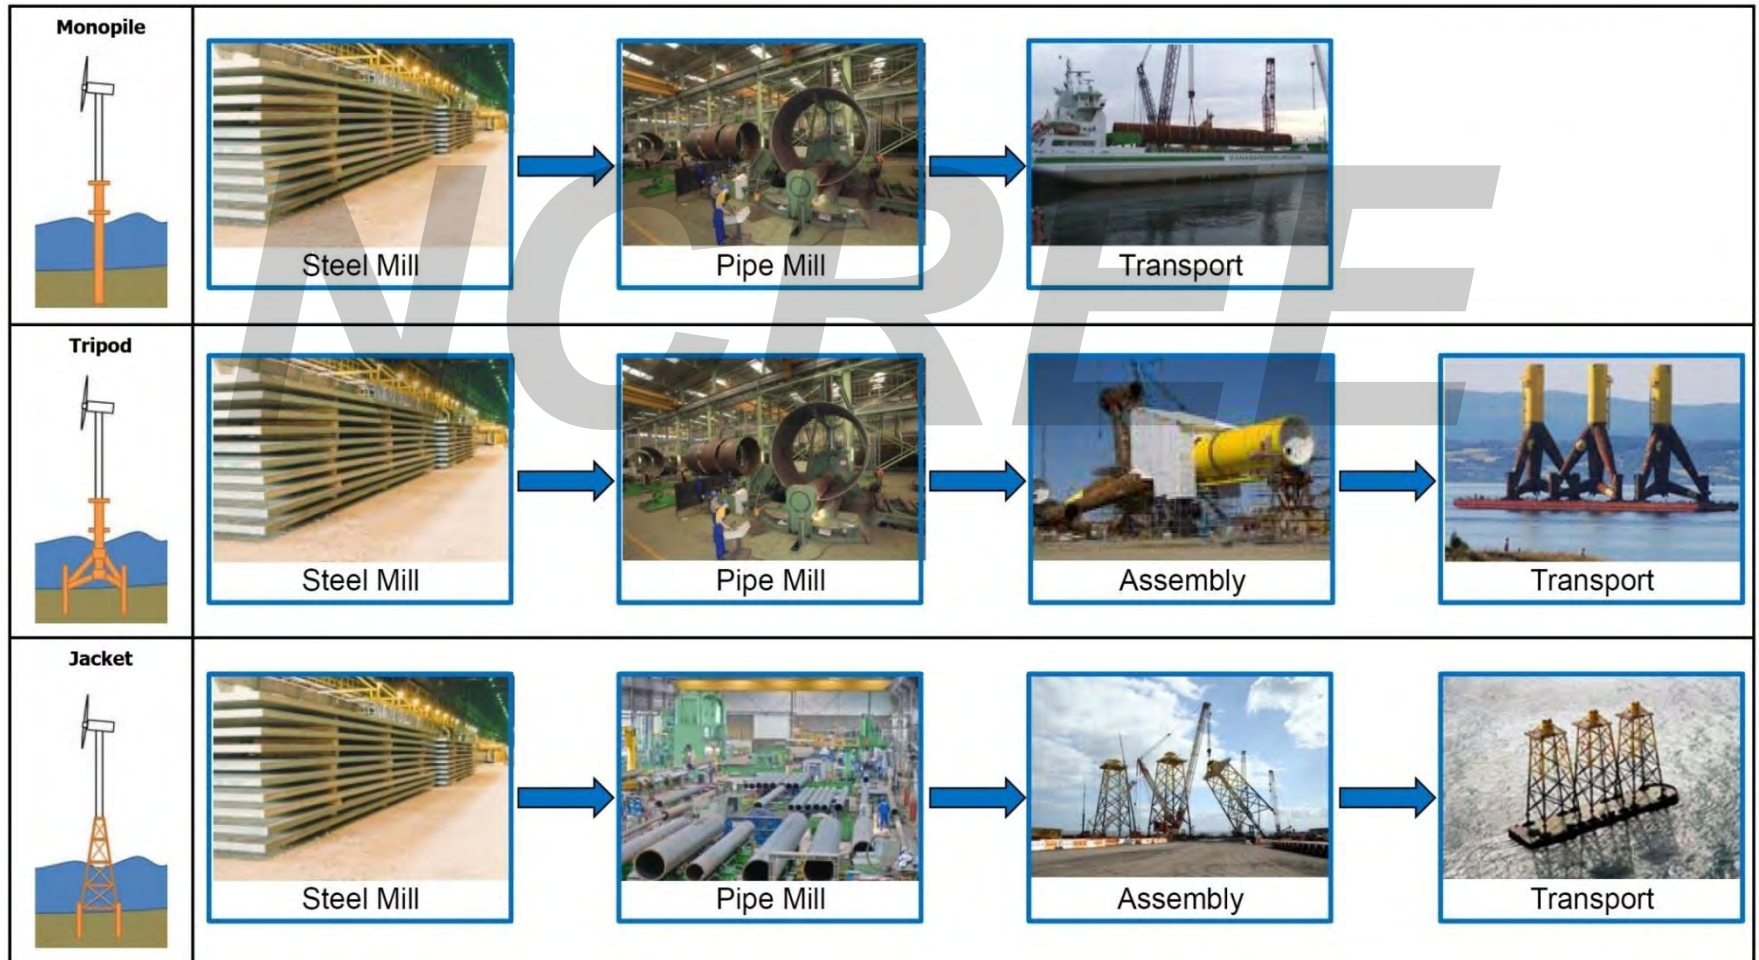 Monopile
Steel Mill
Pipe Mill
Transport
Tripod
Steel Mill
Pipe Mill
Assembly
Transport
Jacket
Steel Mill
Pipe Mill
Assembly
Transport
NCREE